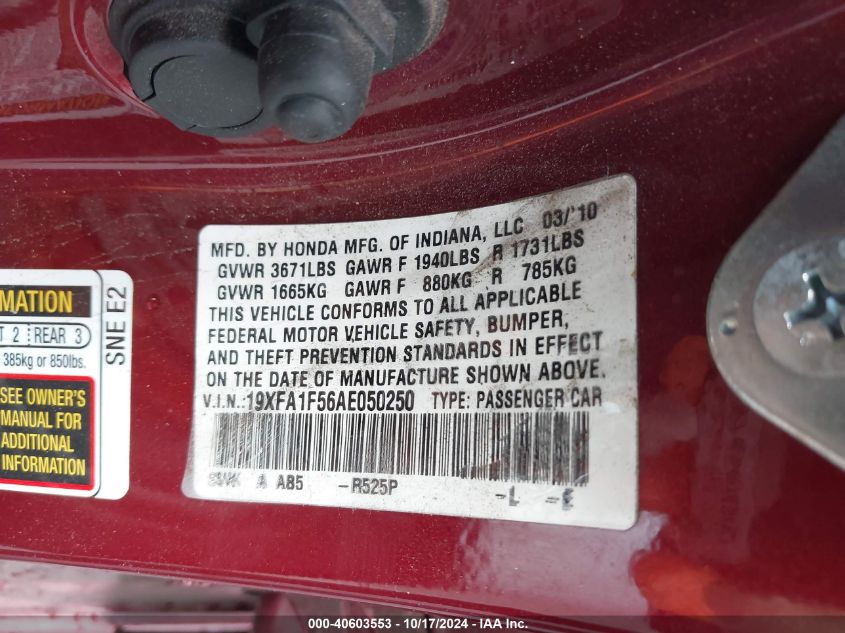 MFD. BY HONDA MFG. OF INDIANA, LLC 03/'10
GVWR 3671LBS GAWR F 1940LBS R 1731LBS
GVWR 1665KG GAWR F 880KG R 785KG
THIS VEHICLE CONFORMS TO ALL APPLICABLE
FEDERAL MOTOR VEHICLE SAFETY, BUMPER,
AND THEFT PREVENTION STANDARDS IN EFFECT
ON THE DATE OF MANUFACTURE SHOWN ABOVE.
V.I.N.: 19XFA1F56AE050250 TYPE: PASSENGER CAR
A A85 -R525P -L -E
MATION
2 REAR 3
385kg or 850lbs.
SEE OWNER'S
MANUAL FOR
ADDITIONAL
INFORMATION
SNE E2
000-40603553 - 10/17/2024 - IAA Inc.